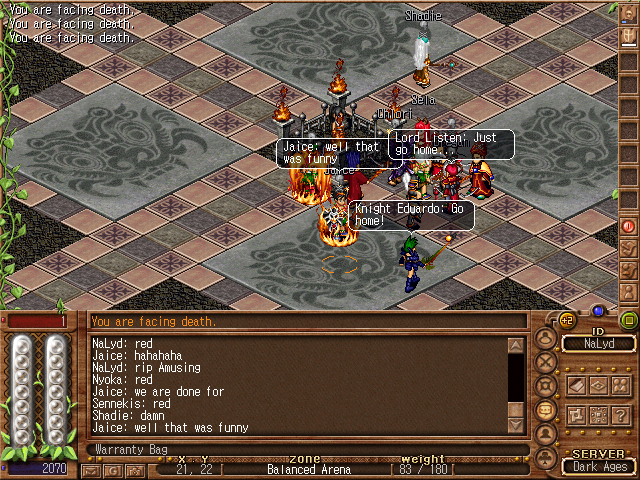 You are facing death.
You are facing death.
You are facing death.
Shadie
Sela
Chilori
Jaice: well that
was funny
Lord Listen: Just
go home...
Jaice
Knight Eduardo: Go
home!
1
You are facing death.
+2
ID
NaLyd
NaLyd: red
Jaice: hahahaha
NaLyd: rip Amusing
Nyoka: red
Jaice: we are done for
Sennekis: red
Shadie: damn
Jaice: well that was funny
Warranty Bag
x . y zone weight
2070
21, 22 [ Balanced Arena [ 83 / 180 [
SERVER
Dark Ages